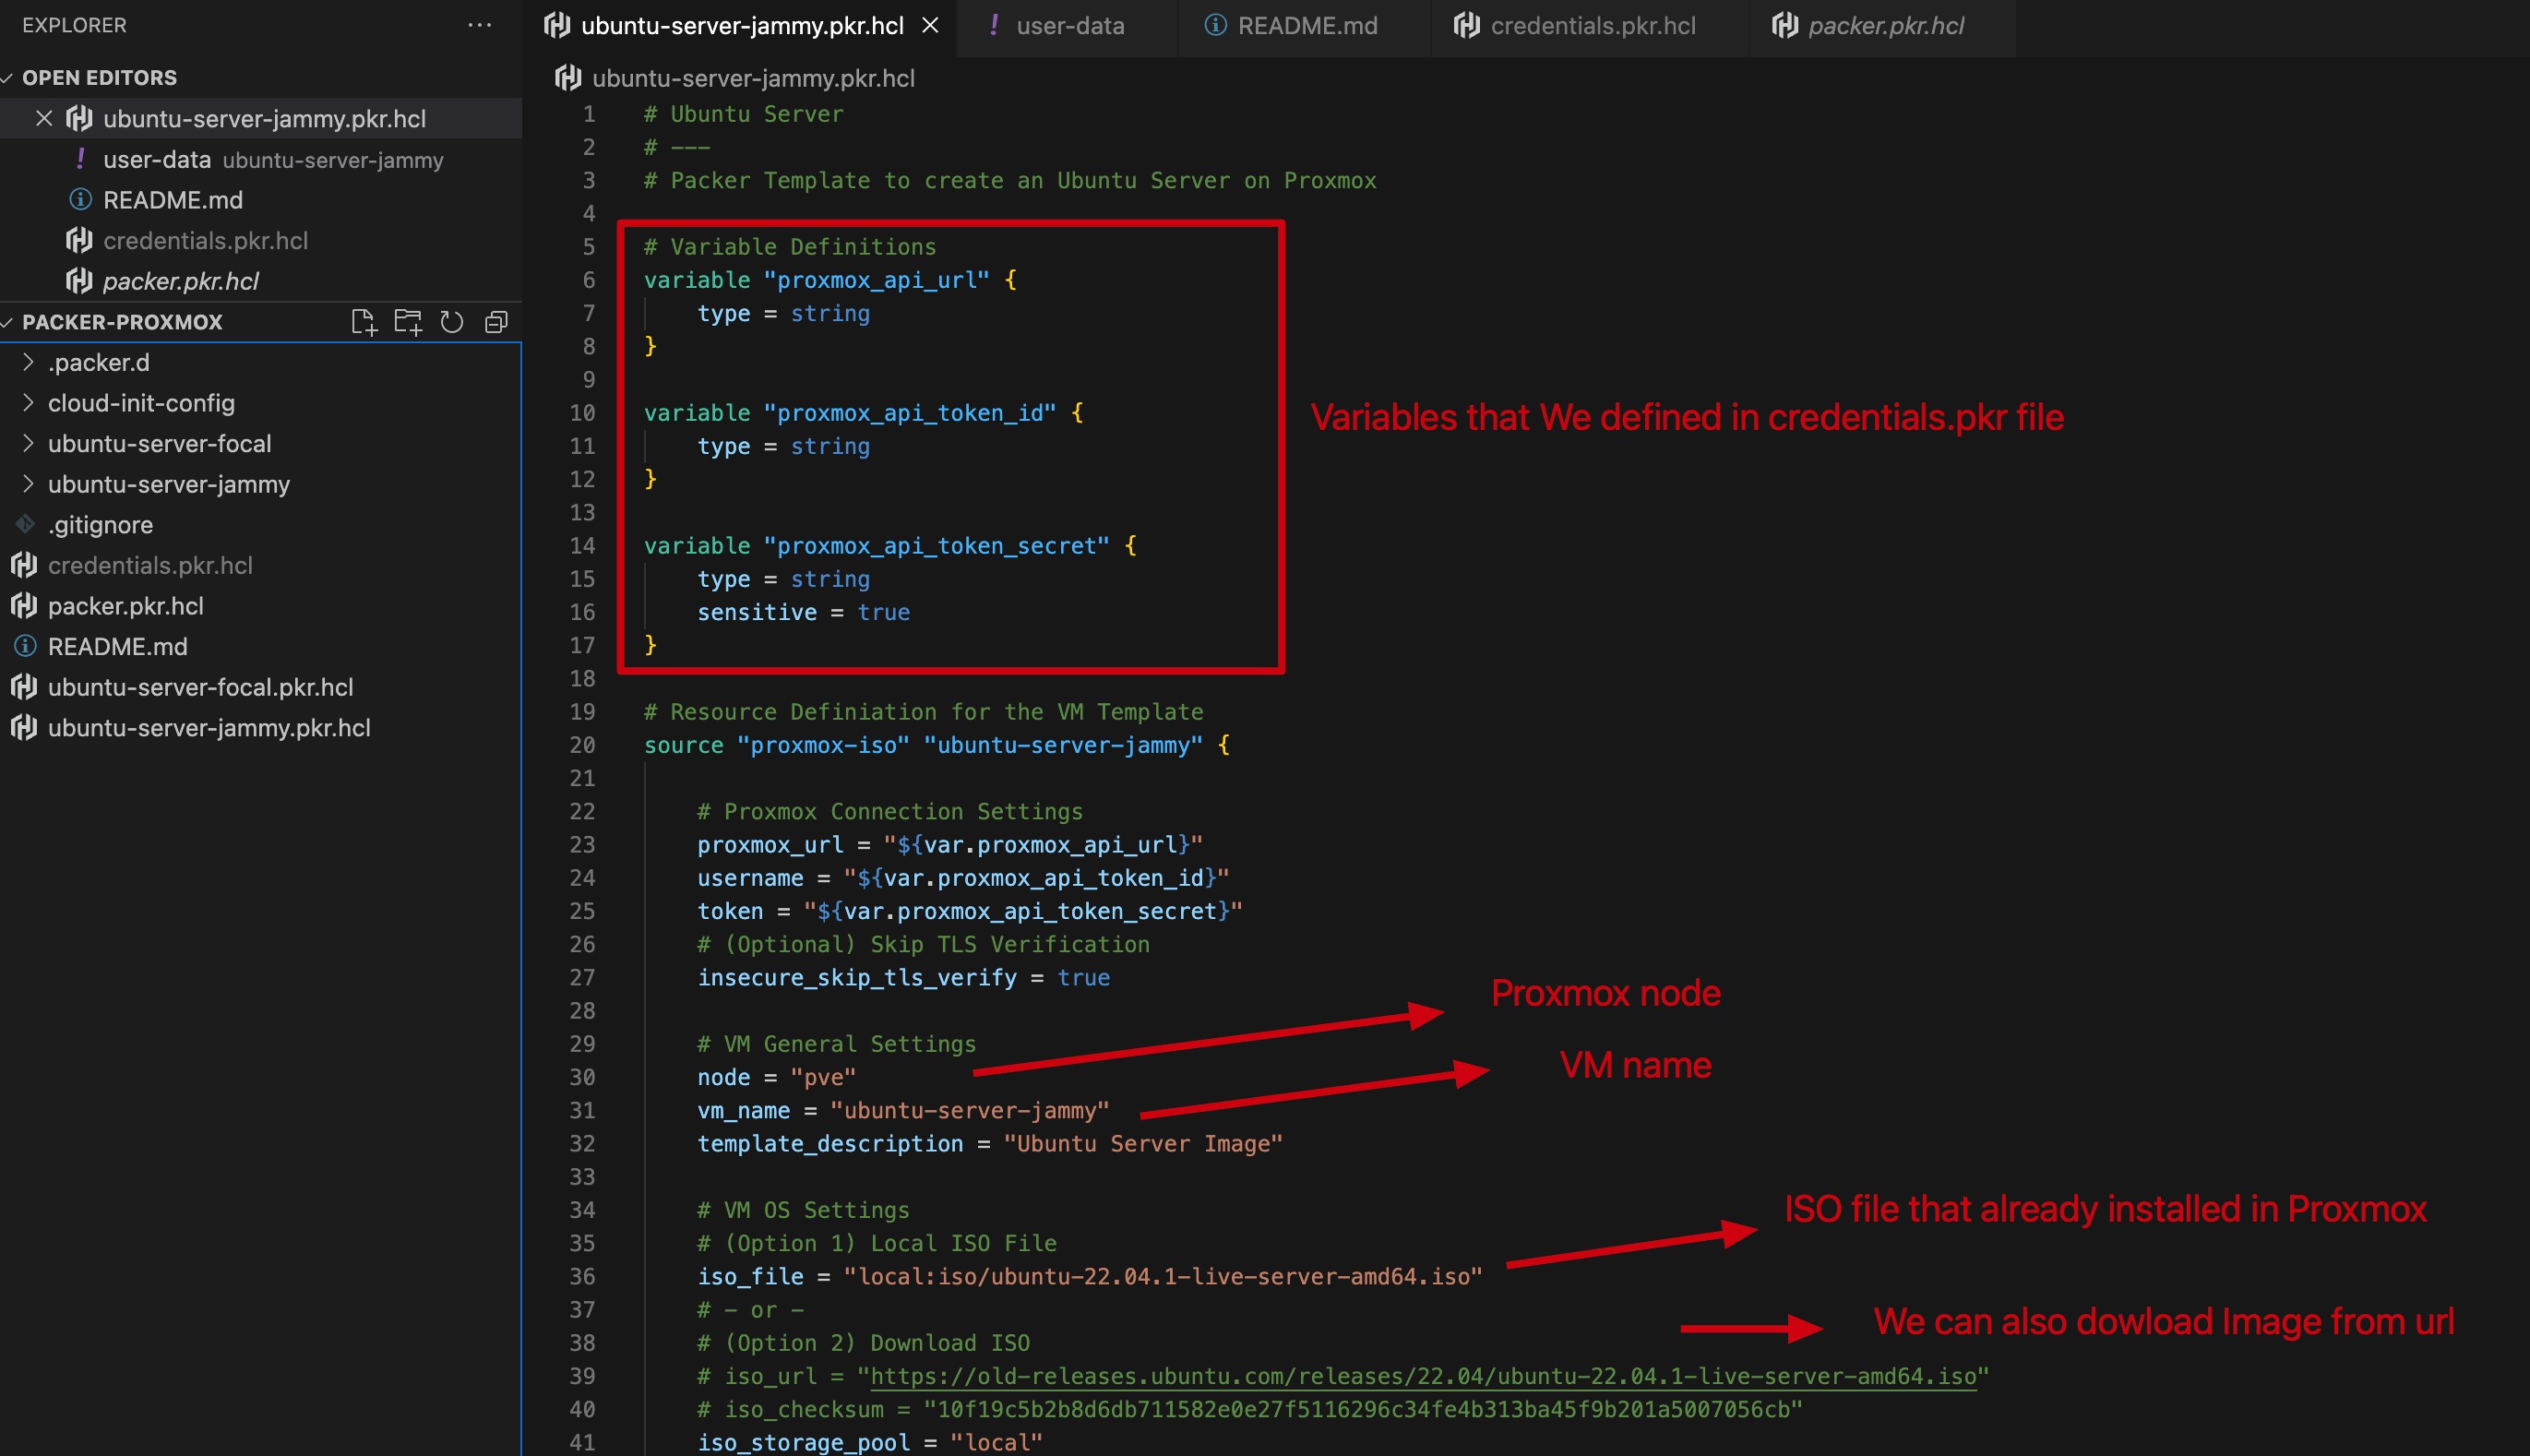 EXPLORER
OPEN EDITORS
ubuntu-server-jammy.pkr.hcl
user-data ubuntu-server-jammy
README.md
credentials.pkr.hcl
packer.pkr.hcl
PACKER-PROXMOX
.packer.d
cloud-init-config
ubuntu-server-focal
ubuntu-server-jammy
.gitignore
credentials.pkr.hcl
packer.pkr.hcl
README.md
ubuntu-server-focal.pkr.hcl
ubuntu-server-jammy.pkr.hcl
ubuntu-server-jammy.pkr.hcl user-data README.md credentials.pkr.hcl packer.pkr.hcl
ubuntu-server-jammy.pkr.hcl
1 # Ubuntu Server
2 # ---
3 # Packer Template to create an Ubuntu Server on Proxmox
4
5 # Variable Definitions
6 variable "proxmox_api_url" {
7 type = string
8 }
9
10 variable "proxmox_api_token_id" {
11 type = string
12 }
13
14 variable "proxmox_api_token_secret" {
15 type = string
16 sensitive = true
17 }
18
19 # Resource Definiation for the VM Template
20 source "proxmox-iso" "ubuntu-server-jammy" {
21
22 # Proxmox Connection Settings
23 proxmox_url = "${var.proxmox_api_url}"
24 username = "${var.proxmox_api_token_id}"
25 token = "${var.proxmox_api_token_secret}"
26 # (Optional) Skip TLS Verification
27 insecure_skip_tls_verify = true
28
29 # VM General Settings
30 node = "pve"
31 vm_name = "ubuntu-server-jammy"
32 template_description = "Ubuntu Server Image"
33
34 # VM OS Settings
35 # (Option 1) Local ISO File
36 iso_file = "local:iso/ubuntu-22.04.1-live-server-amd64.iso"
37 # - or -
38 # (Option 2) Download ISO
39 # iso_url = "https://old-releases.ubuntu.com/releases/22.04/ubuntu-22.04.1-live-server-amd64.iso"
40 # iso_checksum = "10f19c5b2b8d6db711582e0e27f5116296c34fe4b313ba45f9b201a5007056cb"
41 iso_storage_pool = "local"
Variables that We defined in credentials.pkr file
Proxmox node
VM name
ISO file that already installed in Proxmox
We can also dowload Image from url